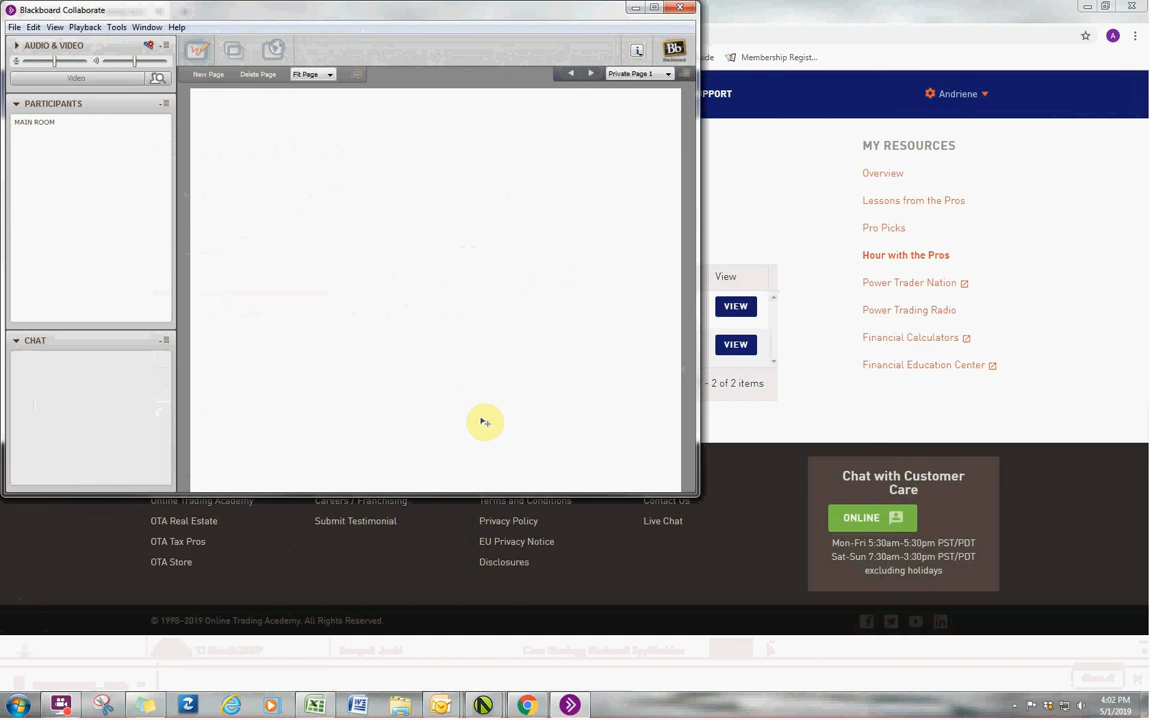 Blackboard Collaborate
File Edit View Playback Tools Window Help
AUDIO & VIDEO
Video
New Page Delete Page Fit Page Private Page 1
Bb
Blackboard
PARTICIPANTS
MAIN ROOM
CHAT
Membership Regist...
PPORT
Andriene
MY RESOURCES
Overview
Lessons from the Pros
Pro Picks
Hour with the Pros
Power Trader Nation
Power Trading Radio
Financial Calculators
Financial Education Center
View
VIEW
VIEW
- 2 of 2 items
Online Trading Academy Careers / Franchising Terms and Conditions Contact Us
OTA Real Estate Submit Testimonial Privacy Policy Live Chat
OTA Tax Pros EU Privacy Notice
OTA Store Disclosures
Chat with Customer
Care
ONLINE
Mon-Fri 5:30am-5:30pm PST/PDT
Sat-Sun 7:30am-3:30pm PST/PDT
excluding holidays
© 1998–2019 Online Trading Academy. All Rights Reserved.
4:02 PM
5/1/2019